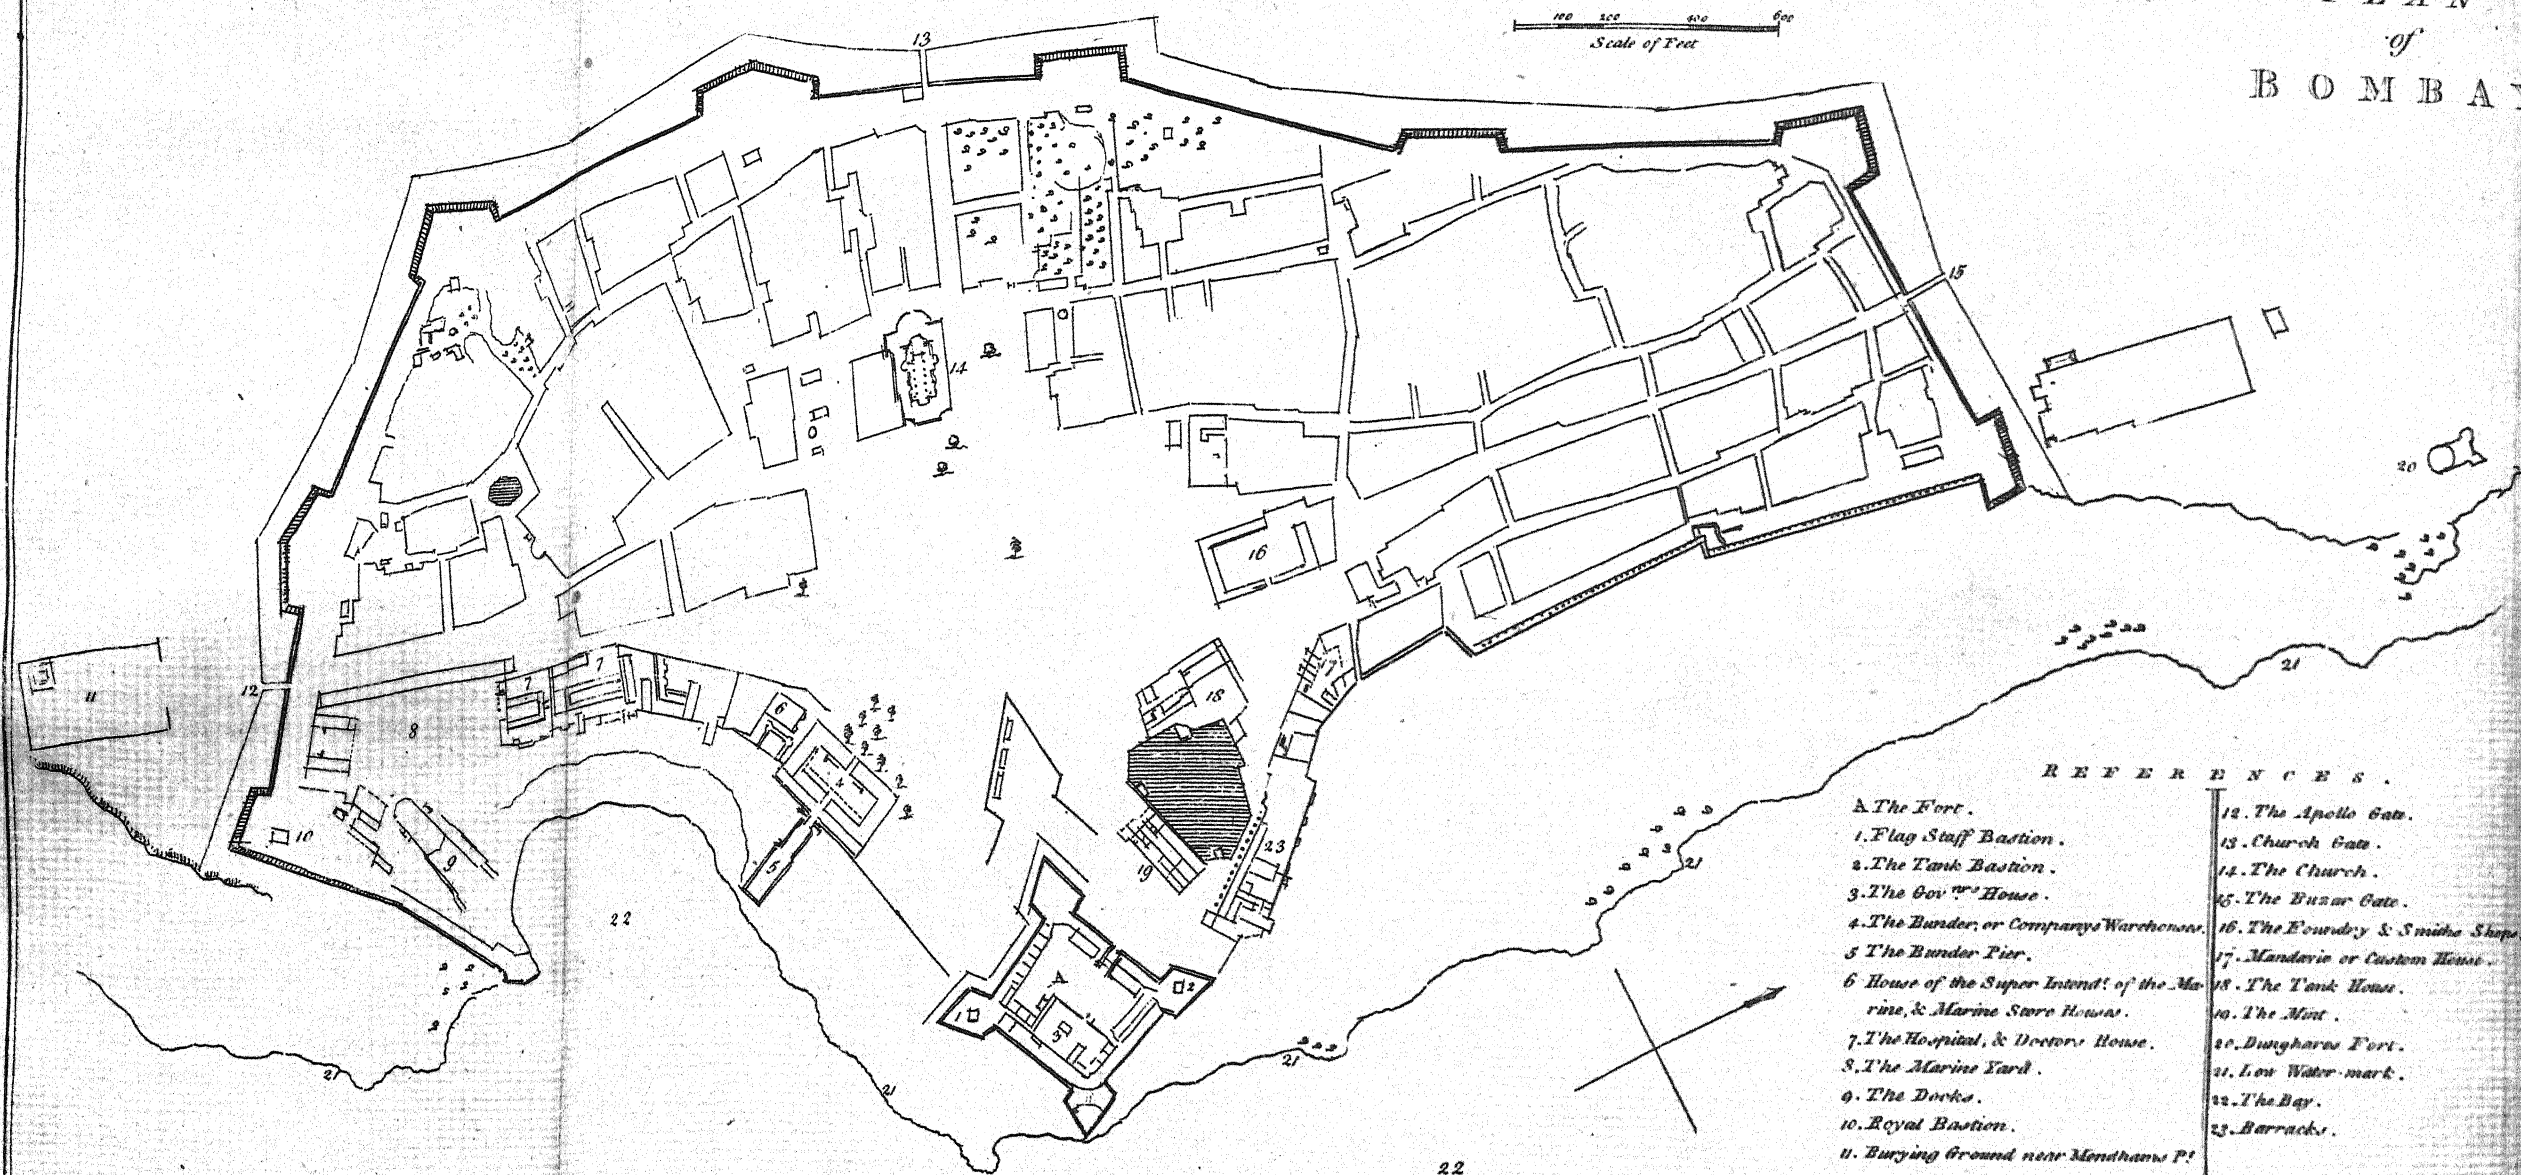 PLAN
of
BOMBAY
100 200 400 600
Scale of Feet
13
15
14
20
16
12
11
7
7
8
6
18
4
5
10
9
19
23
22
A
1
2
3
21
21
21
21
21
22
REFERENCES.
A. The Fort.
1. Flag Staff Bastion.
2. The Tank Bastion.
3. The Govnrs. House.
4. The Bunder, or Companys Warehouses.
5 The Bunder Pier.
6 House of the Super Intendt. of the Ma-
rine, & Marine Store Houses.
7. The Hospital, & Doctors House.
8. The Marine Yard.
9. The Docks.
10. Royal Bastion.
11. Burying Ground near Mendhams Pt.
12. The Apollo Gate.
13. Church Gate.
14. The Church.
15. The Buzar Gate.
16. The Foundry & Smiths Shops
17. Mandavie or Custom House.
18. The Tank House.
19. The Mint.
20. Dungharee Fort.
21. Low Water-mark.
22. The Bay.
23. Barracks.